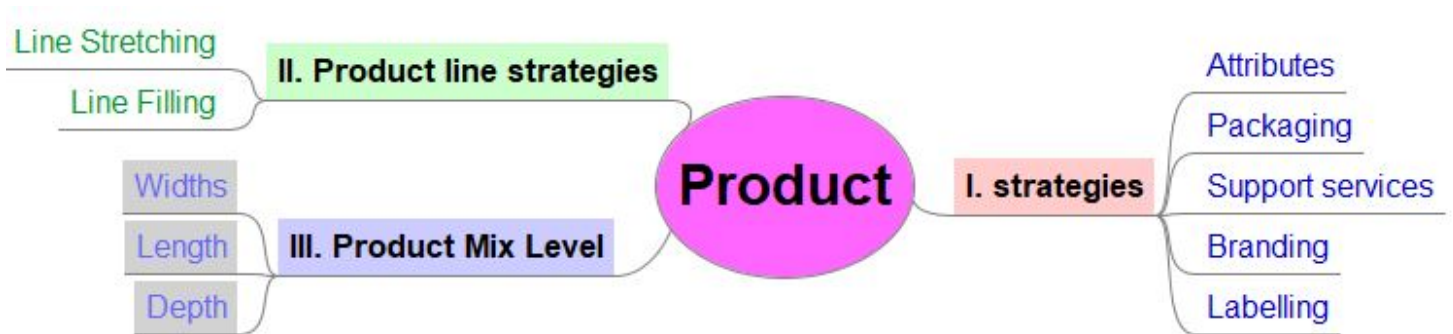 Product
I. strategies
Attributes
Packaging
Support services
Branding
Labelling
II. Product line strategies
Line Stretching
Line Filling
III. Product Mix Level
Widths
Length
Depth